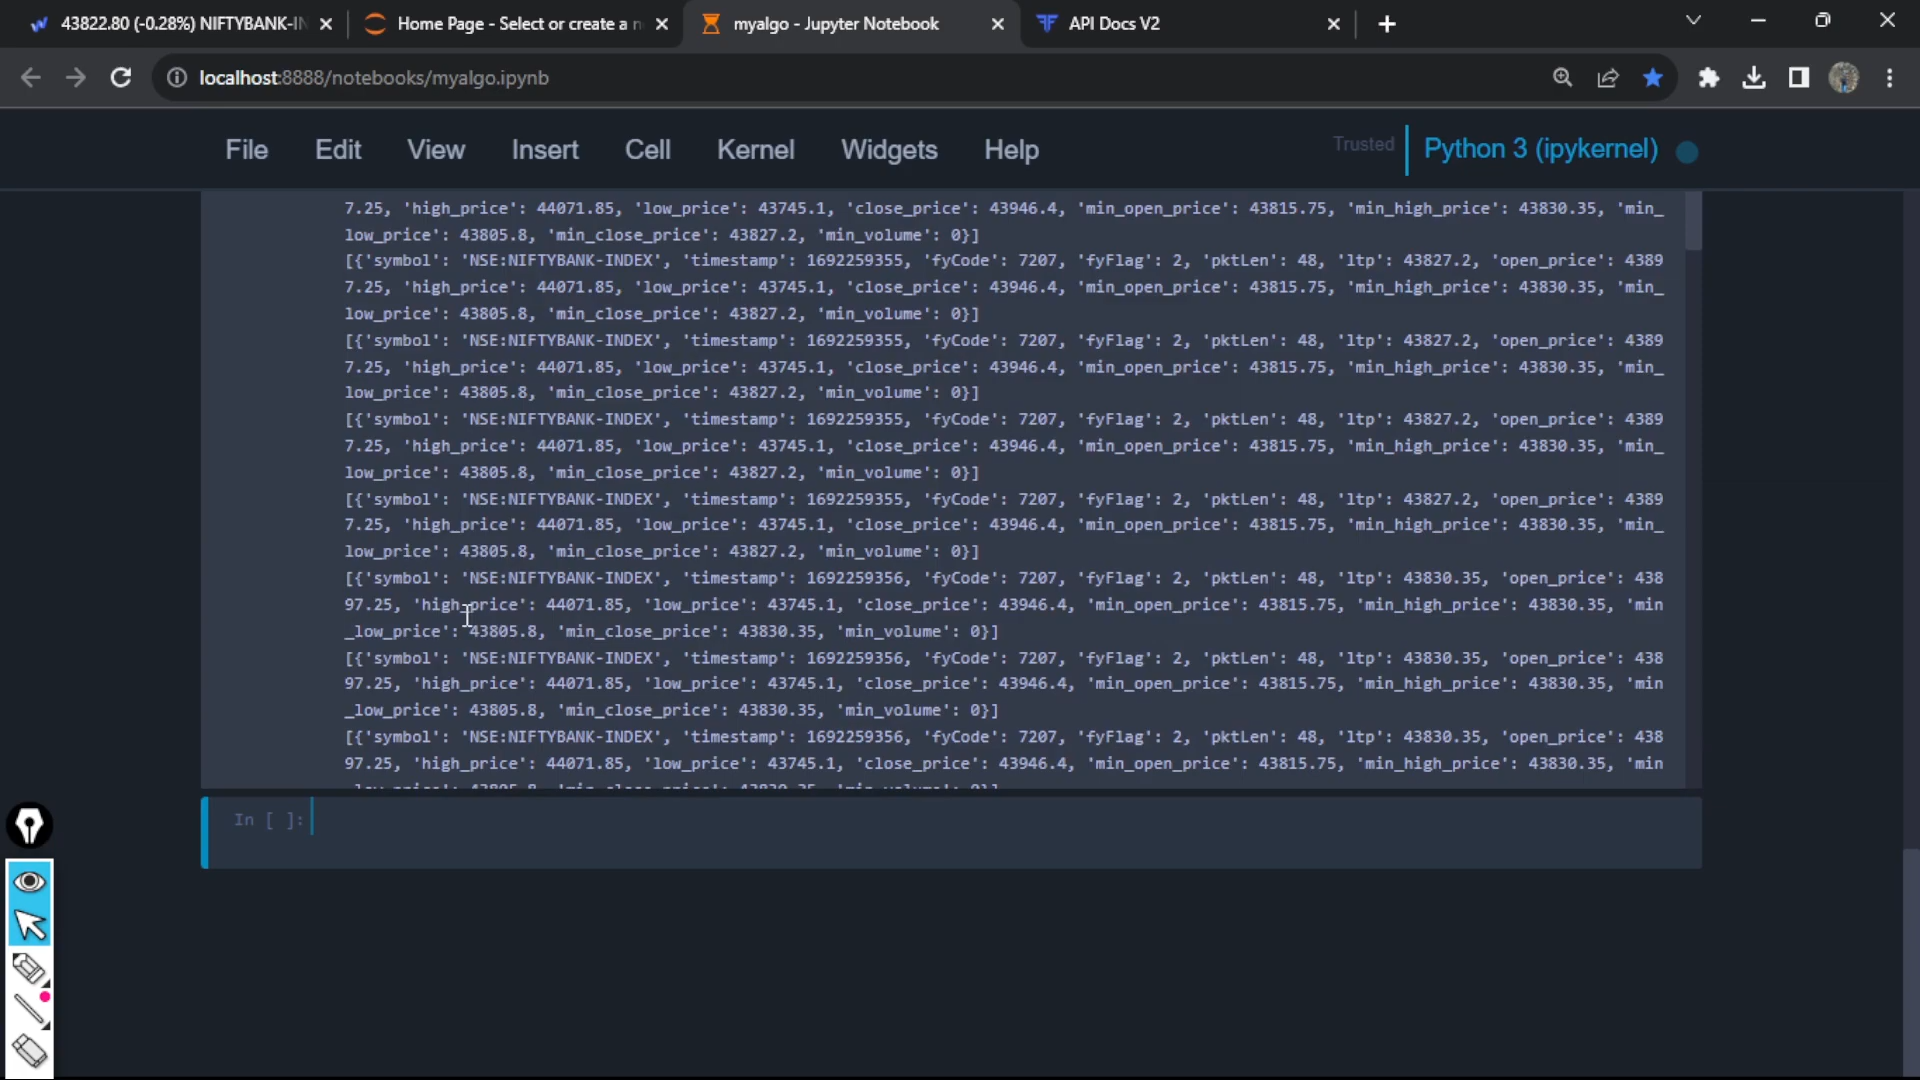 43822.80 (-0.28%) NIFTYBANK-IN
Home Page - Select or create a n
myalgo - Jupyter Notebook
API Docs V2
localhost:8888/notebooks/myalgo.ipynb
File Edit View Insert Cell Kernel Widgets Help Trusted Python 3 (ipykernel)
7.25, 'high_price': 44071.85, 'low_price': 43745.1, 'close_price': 43946.4, 'min_open_price': 43815.75, 'min_high_price': 43830.35, 'min_
low_price': 43805.8, 'min_close_price': 43827.2, 'min_volume': 0}]
[{'symbol': 'NSE:NIFTYBANK-INDEX', 'timestamp': 1692259355, 'fyCode': 7207, 'fyFlag': 2, 'pktLen': 48, 'ltp': 43827.2, 'open_price': 4389
7.25, 'high_price': 44071.85, 'low_price': 43745.1, 'close_price': 43946.4, 'min_open_price': 43815.75, 'min_high_price': 43830.35, 'min_
low_price': 43805.8, 'min_close_price': 43827.2, 'min_volume': 0}]
[{'symbol': 'NSE:NIFTYBANK-INDEX', 'timestamp': 1692259355, 'fyCode': 7207, 'fyFlag': 2, 'pktLen': 48, 'ltp': 43827.2, 'open_price': 4389
7.25, 'high_price': 44071.85, 'low_price': 43745.1, 'close_price': 43946.4, 'min_open_price': 43815.75, 'min_high_price': 43830.35, 'min_
low_price': 43805.8, 'min_close_price': 43827.2, 'min_volume': 0}]
[{'symbol': 'NSE:NIFTYBANK-INDEX', 'timestamp': 1692259355, 'fyCode': 7207, 'fyFlag': 2, 'pktLen': 48, 'ltp': 43827.2, 'open_price': 4389
7.25, 'high_price': 44071.85, 'low_price': 43745.1, 'close_price': 43946.4, 'min_open_price': 43815.75, 'min_high_price': 43830.35, 'min_
low_price': 43805.8, 'min_close_price': 43827.2, 'min_volume': 0}]
[{'symbol': 'NSE:NIFTYBANK-INDEX', 'timestamp': 1692259355, 'fyCode': 7207, 'fyFlag': 2, 'pktLen': 48, 'ltp': 43827.2, 'open_price': 4389
7.25, 'high_price': 44071.85, 'low_price': 43745.1, 'close_price': 43946.4, 'min_open_price': 43815.75, 'min_high_price': 43830.35, 'min_
low_price': 43805.8, 'min_close_price': 43827.2, 'min_volume': 0}]
[{'symbol': 'NSE:NIFTYBANK-INDEX', 'timestamp': 1692259356, 'fyCode': 7207, 'fyFlag': 2, 'pktLen': 48, 'ltp': 43830.35, 'open_price': 438
97.25, 'high_price': 44071.85, 'low_price': 43745.1, 'close_price': 43946.4, 'min_open_price': 43815.75, 'min_high_price': 43830.35, 'min
_low_price': 43805.8, 'min_close_price': 43830.35, 'min_volume': 0}]
[{'symbol': 'NSE:NIFTYBANK-INDEX', 'timestamp': 1692259356, 'fyCode': 7207, 'fyFlag': 2, 'pktLen': 48, 'ltp': 43830.35, 'open_price': 438
97.25, 'high_price': 44071.85, 'low_price': 43745.1, 'close_price': 43946.4, 'min_open_price': 43815.75, 'min_high_price': 43830.35, 'min
_low_price': 43805.8, 'min_close_price': 43830.35, 'min_volume': 0}]
[{'symbol': 'NSE:NIFTYBANK-INDEX', 'timestamp': 1692259356, 'fyCode': 7207, 'fyFlag': 2, 'pktLen': 48, 'ltp': 43830.35, 'open_price': 438
97.25, 'high_price': 44071.85, 'low_price': 43745.1, 'close_price': 43946.4, 'min_open_price': 43815.75, 'min_high_price': 43830.35, 'min
In [ ]: